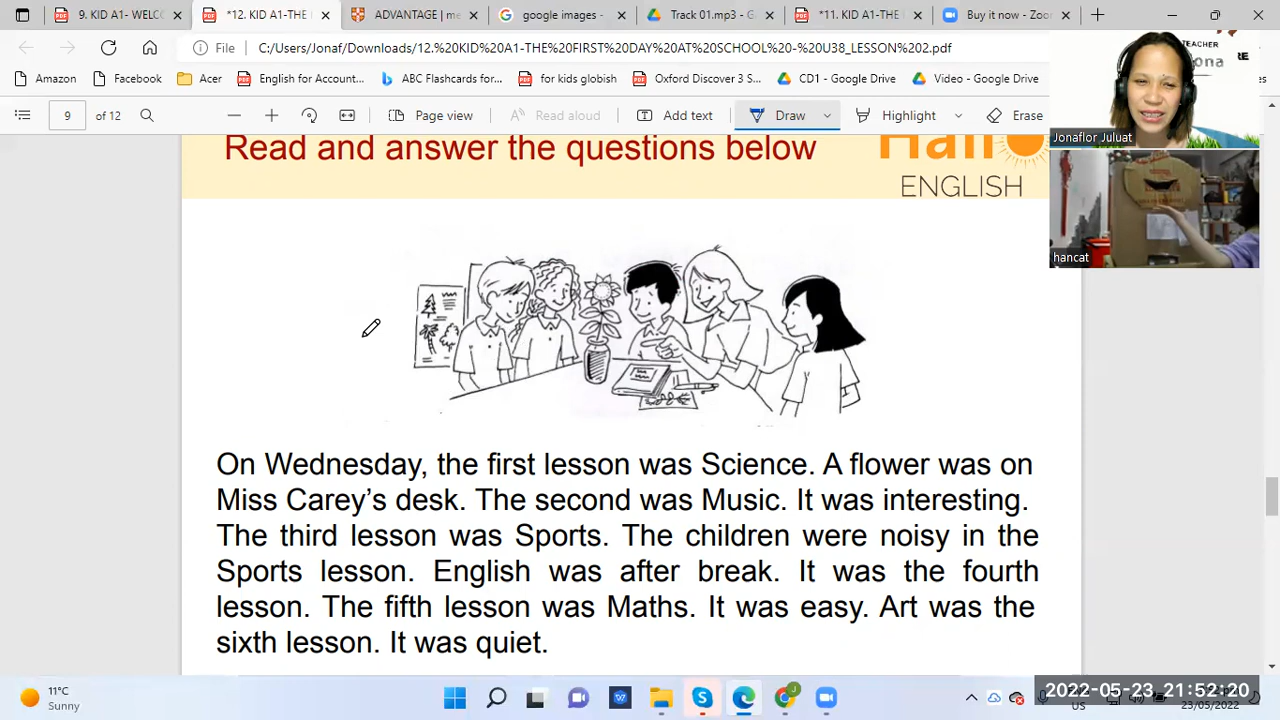 9. KID A1- WELC
*12. KID A1-THE F
ADVANTAGE | me
google images -
Track 01.mp3 - G
*11. KID A1-THE
Buy it now - Zoo
File
C:/Users/Jonaf/Downloads/12.%20KID%20A1-THE%20FIRST%20DAY%20AT%20SCHOOL%20-%20U38_LESSON%202.pdf
TEACHER
Amazon
Facebook
Acer
English for Account...
ABC Flashcards for...
for kids globish
Oxford Discover 3 S...
CD1 - Google Drive
Video - Google Drive
9
of 12
Page view
Read aloud
Add text
Draw
Highlight
Erase
Jonaflor Juluat
Read and answer the questions below
ENGLISH
hancat
On Wednesday, the first lesson was Science. A flower was on
Miss Carey's desk. The second was Music. It was interesting.
The third lesson was Sports. The children were noisy in the
Sports lesson. English was after break. It was the fourth
lesson. The fifth lesson was Maths. It was easy. Art was the
sixth lesson. It was quiet.
11°C
Sunny
2022-05-23 21:52:20
US
23/05/2022